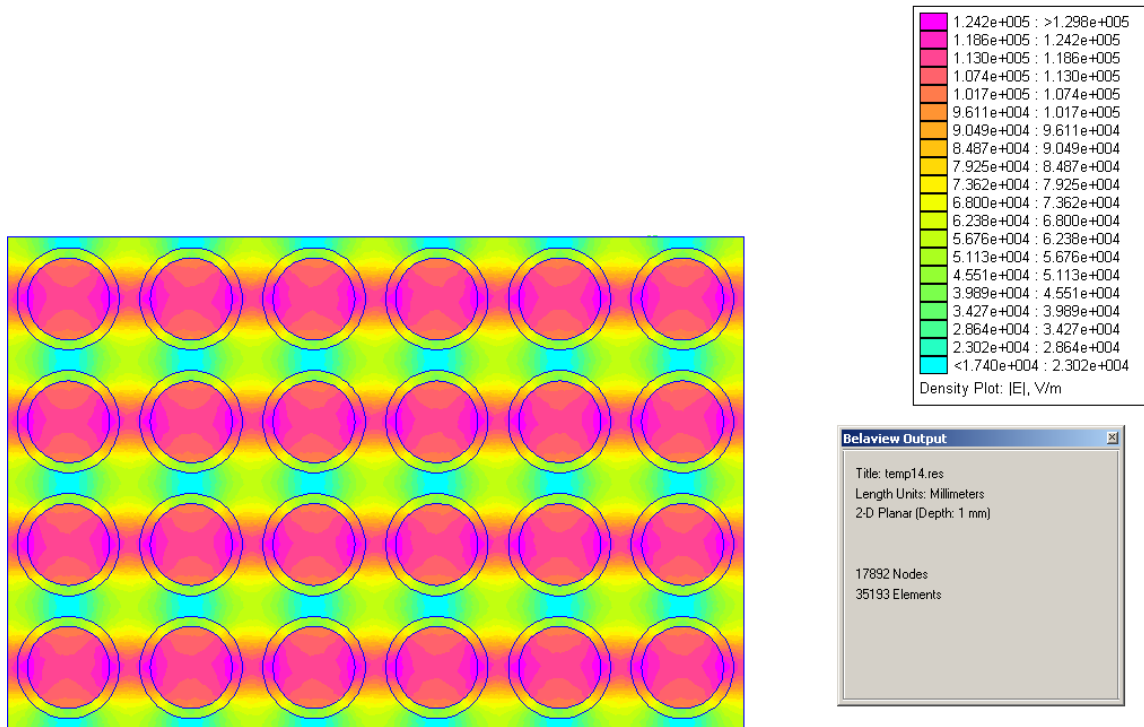 1.242e+005 : >1.298e+005
1.186e+005 : 1.242e+005
1.130e+005 : 1.186e+005
1.074e+005 : 1.130e+005
1.017e+005 : 1.074e+005
9.611e+004 : 1.017e+005
9.049e+004 : 9.611e+004
8.487e+004 : 9.049e+004
7.925e+004 : 8.487e+004
7.362e+004 : 7.925e+004
6.800e+004 : 7.362e+004
6.238e+004 : 6.800e+004
5.676e+004 : 6.238e+004
5.113e+004 : 5.676e+004
4.551e+004 : 5.113e+004
3.989e+004 : 4.551e+004
3.427e+004 : 3.989e+004
2.864e+004 : 3.427e+004
2.302e+004 : 2.864e+004
<1.740e+004 : 2.302e+004
Density Plot: |E|, V/m
Belaview Output
Title: temp14.res
Length Units: Millimeters
2-D Planar (Depth: 1 mm)
17892 Nodes
35193 Elements